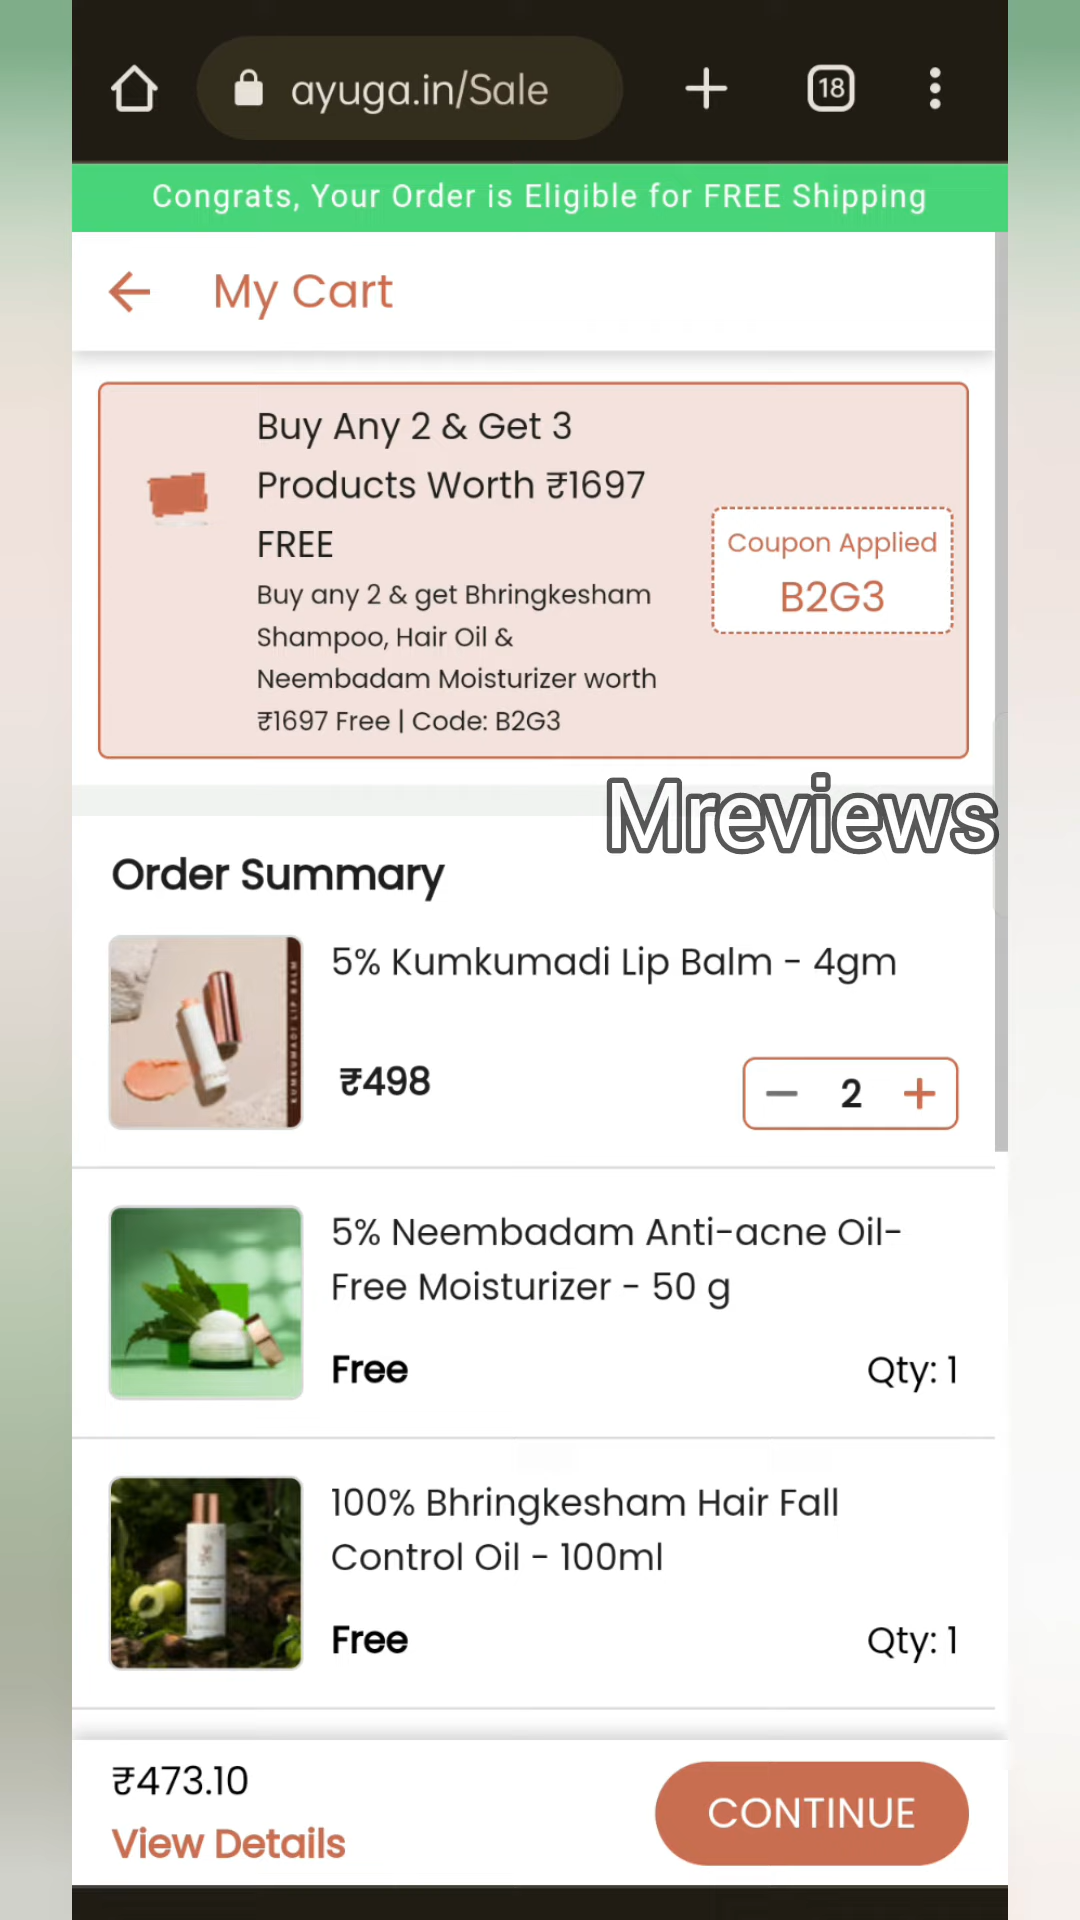 ayuga.in/Sale
18
Congrats, Your Order is Eligible for FREE Shipping
My Cart
Buy Any 2 & Get 3
Products Worth ₹1697
FREE
Buy any 2 & get Bhringkesham
Shampoo, Hair Oil &
Neembadam Moisturizer worth
₹1697 Free | Code: B2G3
Coupon Applied
B2G3
Mreviews
Order Summary
5% Kumkumadi Lip Balm - 4gm
KUMKUMADI LIP BALM
₹498
2
5% Neembadam Anti-acne Oil-
Free Moisturizer - 50 g
Free
Qty: 1
100% Bhringkesham Hair Fall
Control Oil - 100ml
Free
Qty: 1
₹473.10
View Details
CONTINUE